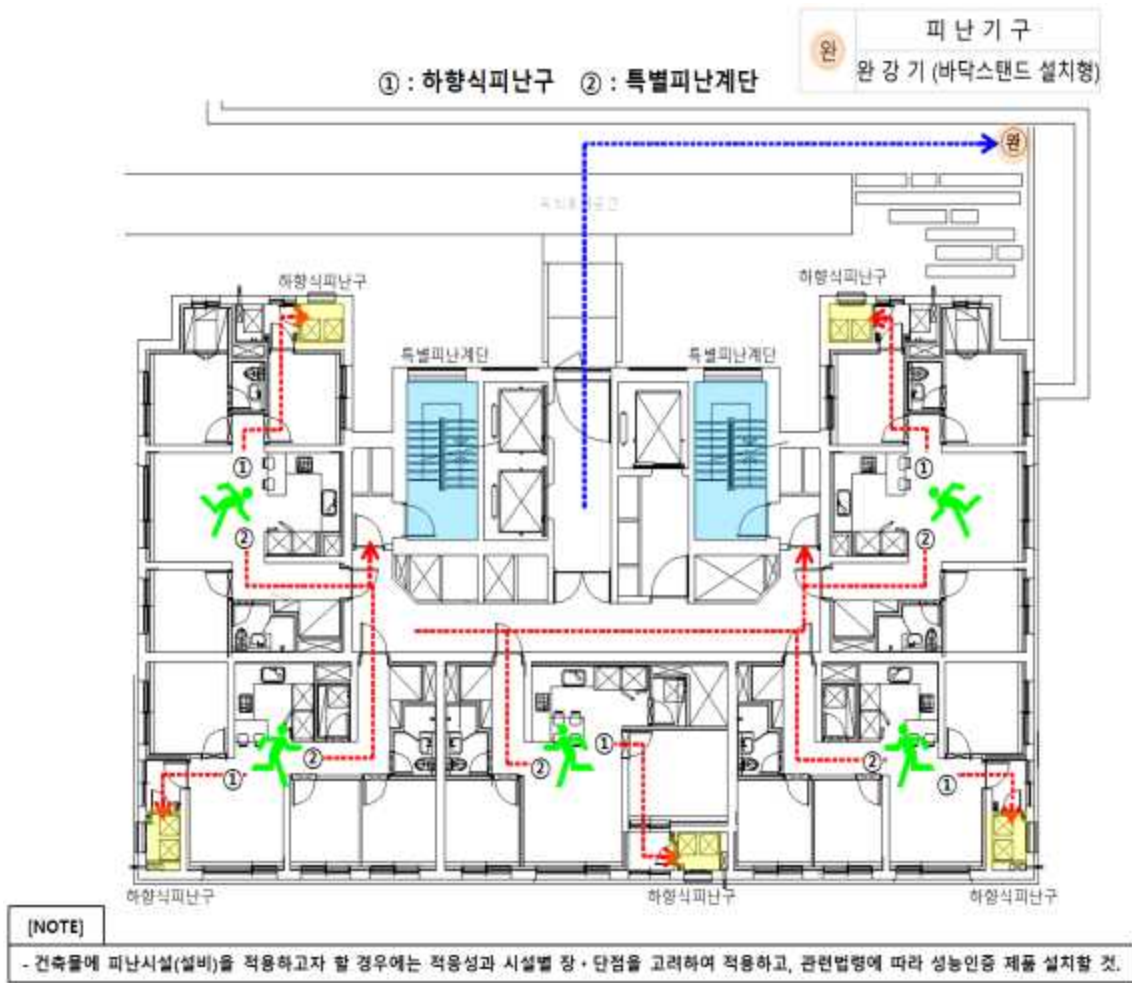 완
피난기구
완강기 (바닥스탠드 설치형)
① : 하향식피난구 ② : 특별피난계단
완
하향식피난구
하향식피난구
특별피난계단
특별피난계단
①
①
②
②
①
②
①
②
②
①
하향식피난구
하향식피난구
하향식피난구
[NOTE]
- 건축물에 피난시설(설비)을 적용하고자 할 경우에는 적응성과 시설별 장·단점을 고려하여 적용하고, 관련법령에 따라 성능인증 제품 설치할 것.